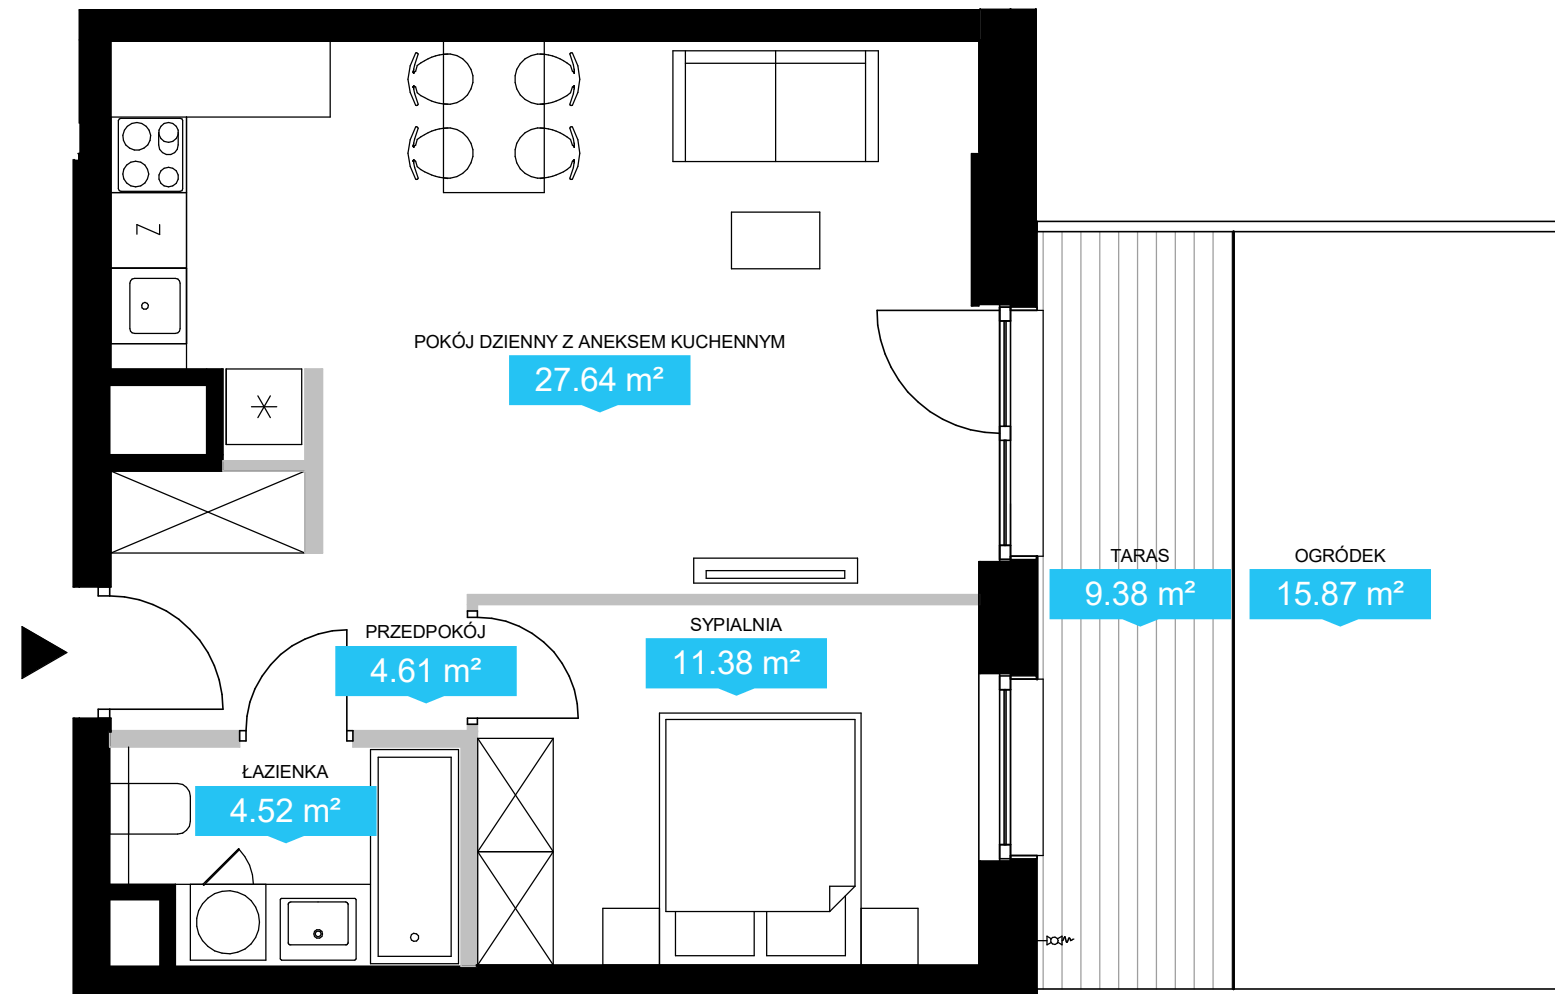 Z
POKÓJ DZIENNY Z ANEKSEM KUCHENNYM
27.64 m²
TARAS
9.38 m²
OGRÓDEK
15.87 m²
PRZEDPOKÓJ
4.61 m²
SYPIALNIA
11.38 m²
ŁAZIENKA
4.52 m²